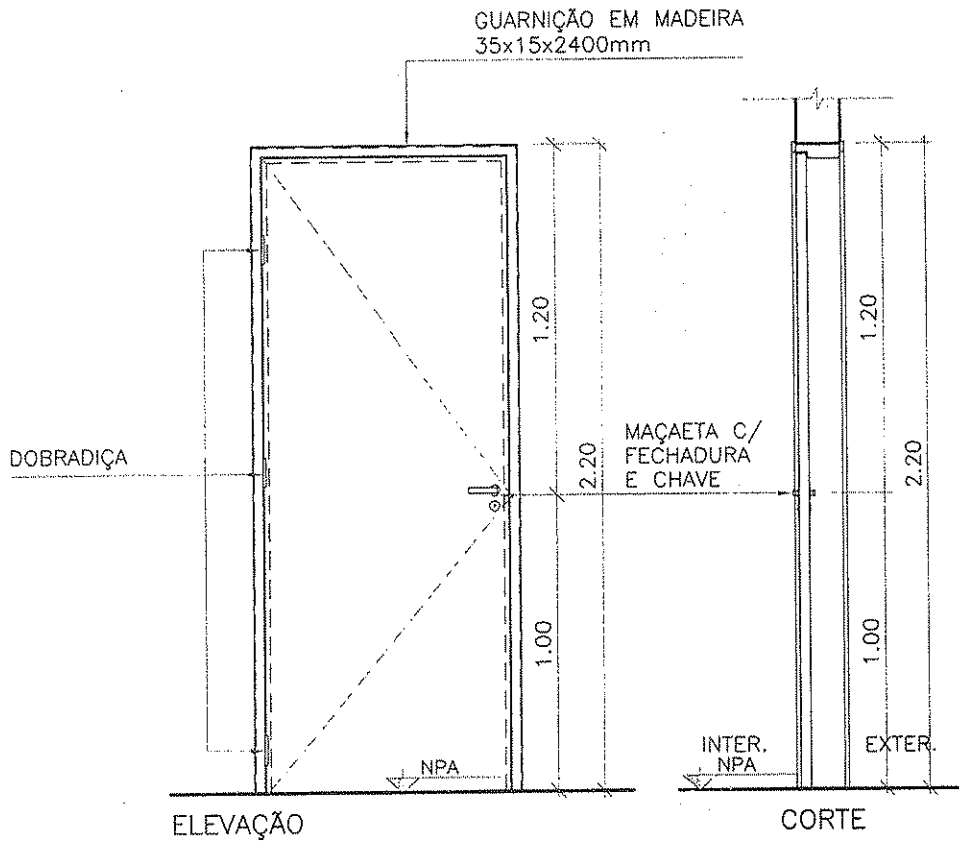 GUARNIÇÃO EM MADEIRA
35x15x2400mm
1.20
2.20
1.00
DOBRADIÇA
MAÇAETA C/
FECHADURA
E CHAVE
1.20
2.20
1.00
NPA
INTER.
NPA
EXTER.
ELEVAÇÃO
CORTE